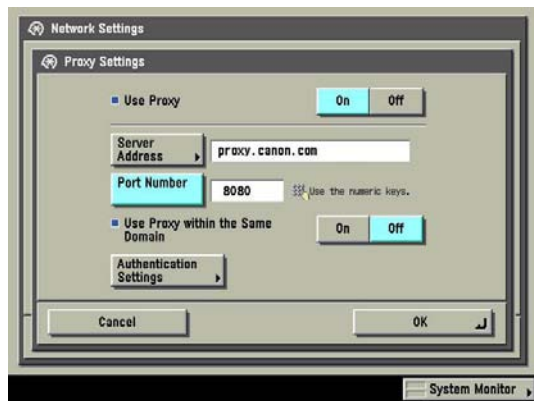 Network Settings
Proxy Settings
Use Proxy
On
Off
Server
Address
proxy.canon.com
Port Number
8080
Use the numeric keys.
Use Proxy within the Same
Domain
On
Off
Authentication
Settings
Cancel
OK
System Monitor